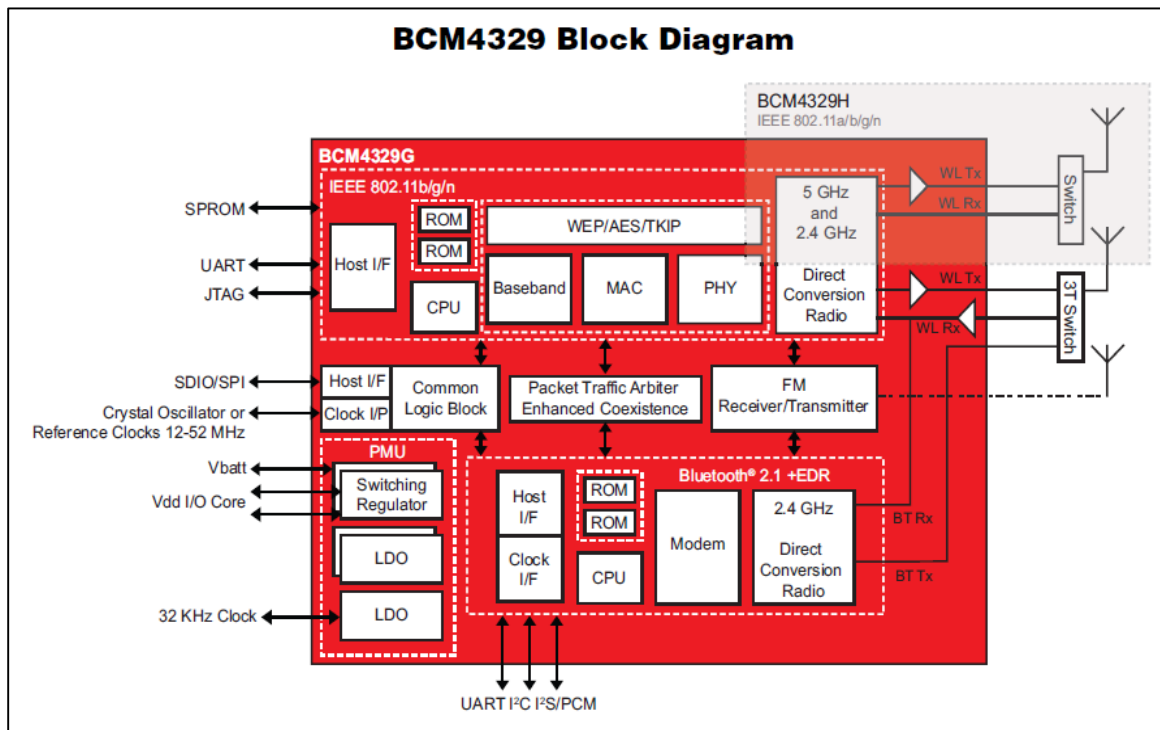 BCM4329 Block Diagram
BCM4329H
IEEE 802.11a/b/g/n
BCM4329G
IEEE 802.11b/g/n
SPROM
UART
JTAG
Host I/F
ROM
ROM
CPU
WEP/AES/TKIP
Baseband
MAC
PHY
5 GHz
and
2.4 GHz
Direct
Conversion
Radio
WL Tx
WL Rx
Switch
WL Tx
WL Rx
3T Switch
SDIO/SPI
Crystal Oscillator or
Reference Clocks 12-52 MHz
Host I/F
Clock I/P
Common
Logic Block
Packet Traffic Arbiter
Enhanced Coexistence
FM
Receiver/Transmitter
Vbatt
Vdd I/O Core
32 KHz Clock
PMU
Switching
Regulator
LDO
LDO
Bluetooth® 2.1 +EDR
Host
I/F
Clock
I/F
ROM
ROM
CPU
Modem
2.4 GHz
Direct
Conversion
Radio
BT Rx
BT Tx
UART I²C I²S/PCM